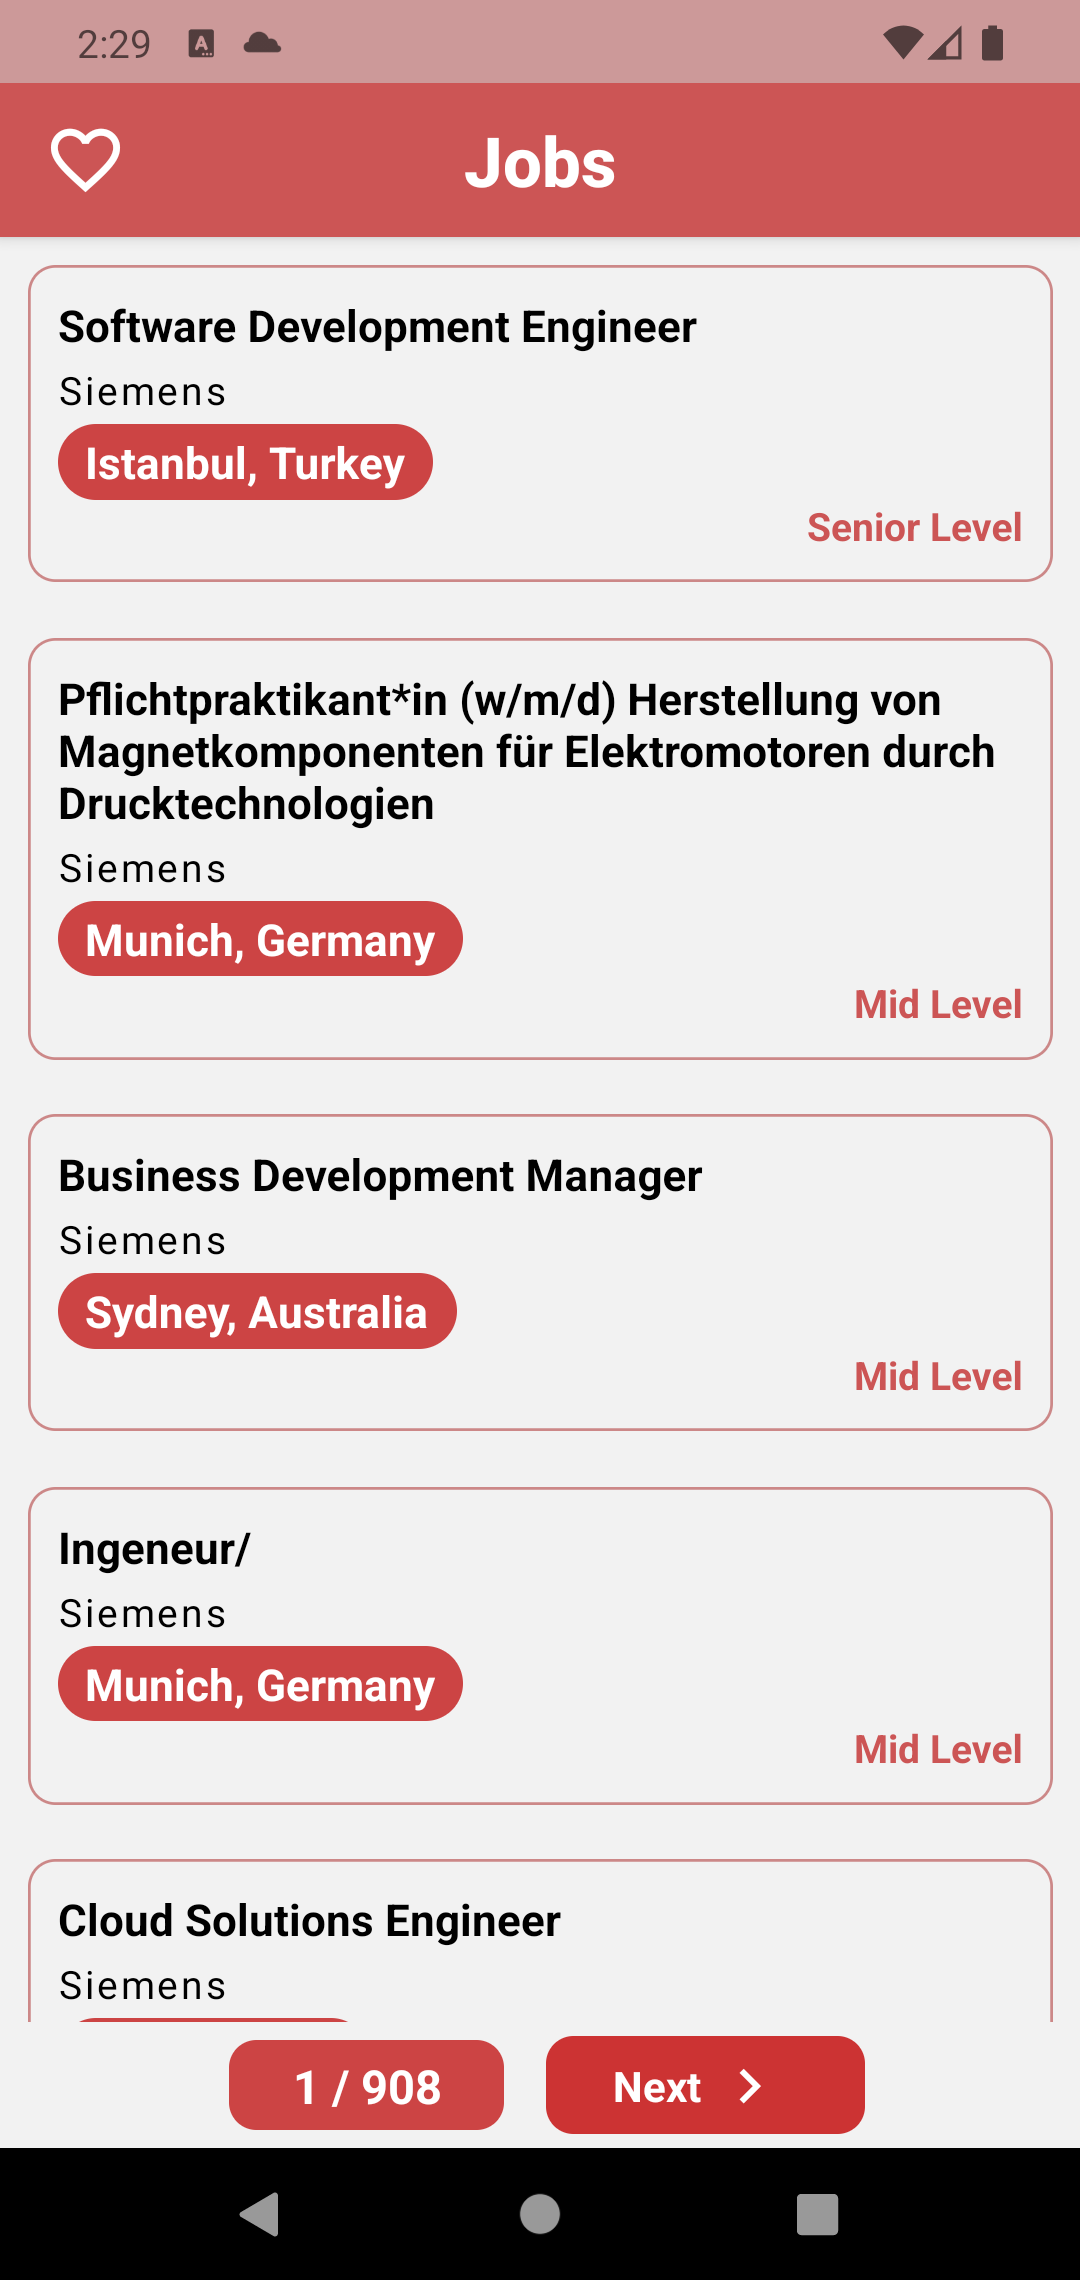 2:29
A
Jobs
Software Development Engineer
Siemens
Istanbul, Turkey
Senior Level
Pflichtpraktikant*in (w/m/d) Herstellung von
Magnetkomponenten für Elektromotoren durch
Drucktechnologien
Siemens
Munich, Germany
Mid Level
Business Development Manager
Siemens
Sydney, Australia
Mid Level
Ingeneur/
Siemens
Munich, Germany
Mid Level
Cloud Solutions Engineer
Siemens
1 / 908
Next